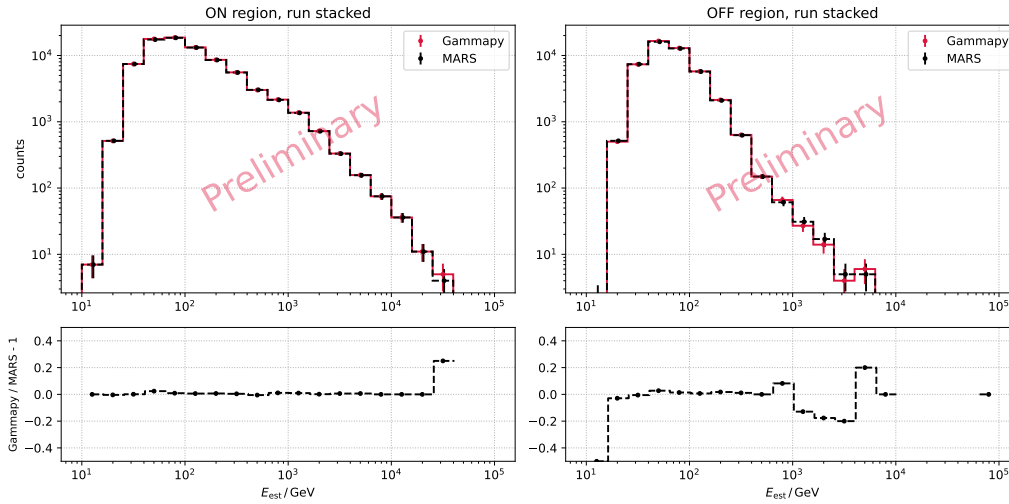 ON region, run stacked
Gammapy
MARS
Preliminary
counts
10⁴
10³
10²
10¹
10¹ 10² 10³ 10⁴ 10⁵
OFF region, run stacked
Gammapy
MARS
Preliminary
10⁴
10³
10²
10¹
10¹ 10² 10³ 10⁴ 10⁵
Gammapy / MARS - 1
0.4
0.2
0.0
−0.2
−0.4
10¹ 10² 10³ 10⁴ 10⁵
E_est / GeV
0.4
0.2
0.0
−0.2
−0.4
10¹ 10² 10³ 10⁴ 10⁵
E_est / GeV